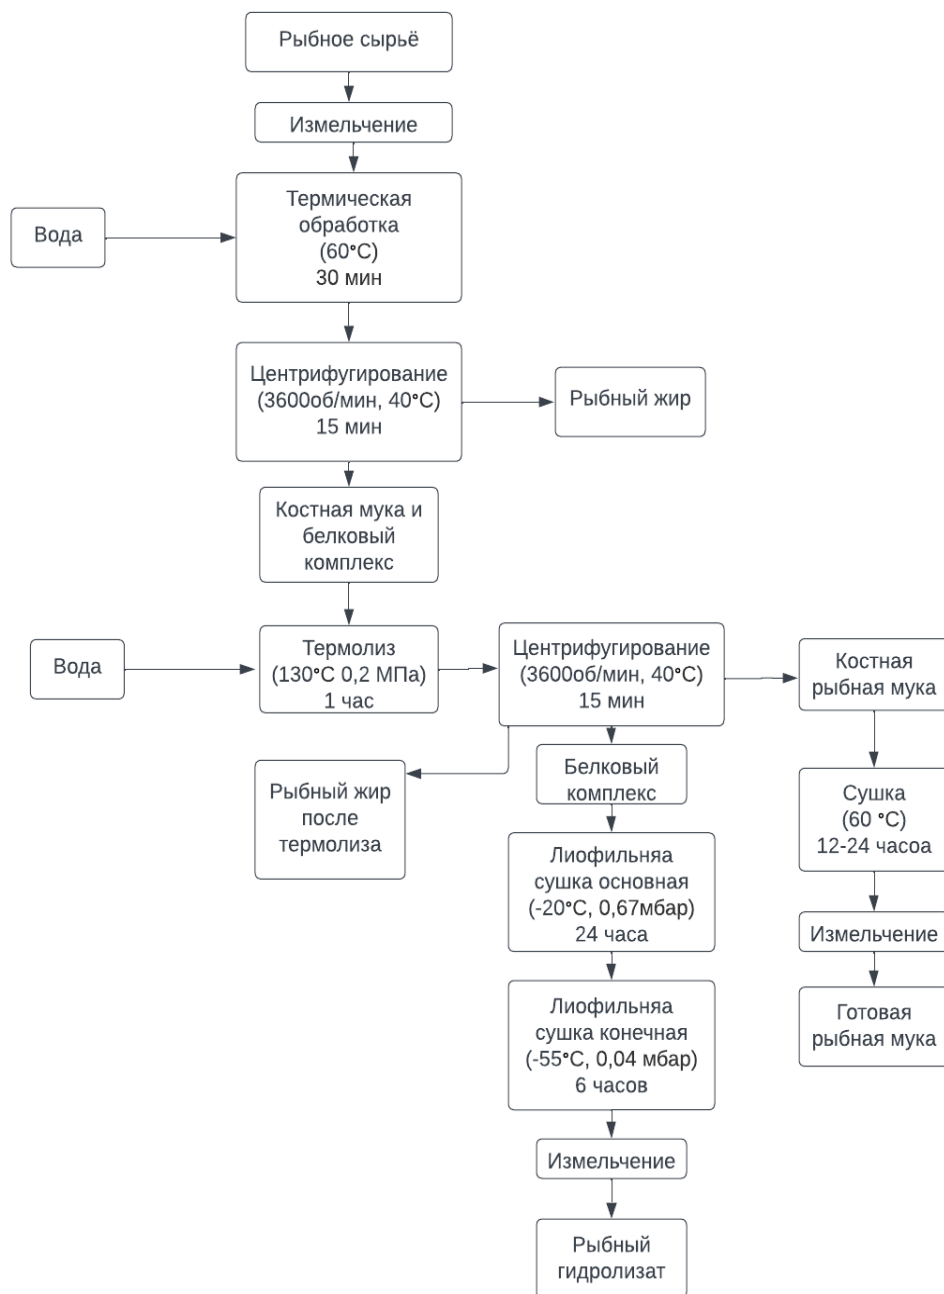 Рыбное сырьё
Измельчение
Термическая
обработка
(60°C)
30 мин
Вода
Центрифугирование
(3600об/мин, 40°C)
15 мин
Рыбный жир
Костная мука и
белковый
комплекс
Вода
Термолиз
(130°C 0,2 МПа)
1 час
Центрифугирование
(3600об/мин, 40°C)
15 мин
Костная
рыбная мука
Рыбный жир
после
термолиза
Белковый
комплекс
Сушка
(60 °C)
12-24 часоа
Лиофильняа
сушка основная
(-20°C, 0,67мбар)
24 часа
Измельчение
Лиофильняа
сушка конечная
(-55°C, 0,04 мбар)
6 часов
Готовая
рыбная мука
Измельчение
Рыбный
гидролизат